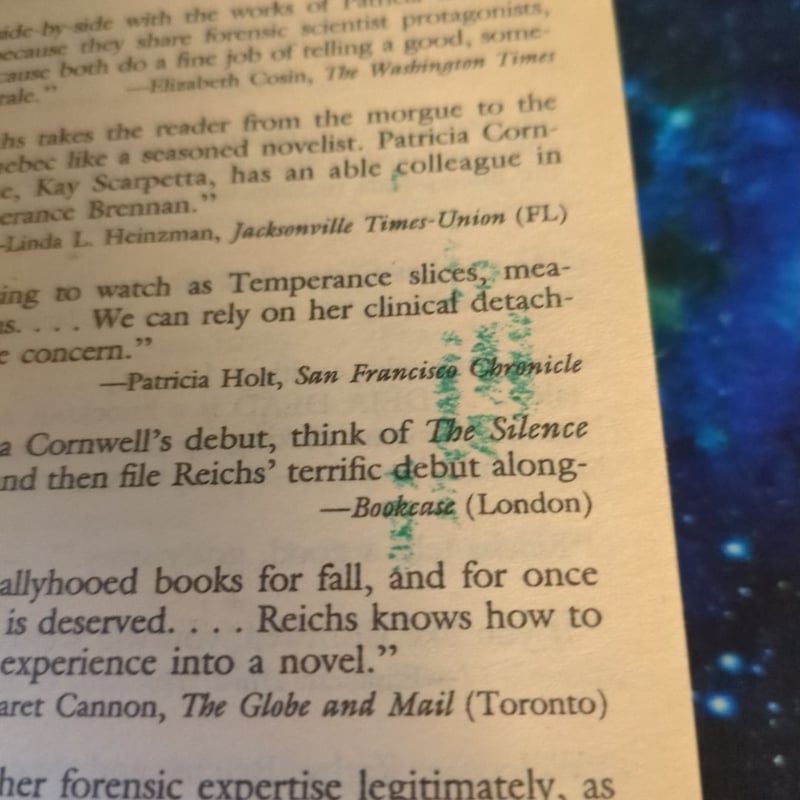 side-by-side with the works of
because they share forensic scientist protagonists,
cause both do a fine job of telling a good, some-
tale." —Elizabeth Cosin, The Washington Times
hs takes the reader from the morgue to the
uebec like a seasoned novelist. Patricia Corn-
e, Kay Scarpetta, has an able colleague in
erance Brennan."
—Linda L. Heinzman, Jacksonville Times-Union (FL)
ing to watch as Temperance slices, mea-
s. . . . We can rely on her clinical detach-
e concern."
—Patricia Holt, San Francisco Chronicle
a Cornwell's debut, think of The Silence
nd then file Reichs' terrific debut along-
—Bookcase (London)
allyhooed books for fall, and for once
is deserved. . . . Reichs knows how to
experience into a novel."
aret Cannon, The Globe and Mail (Toronto)
her forensic expertise legitimately, as